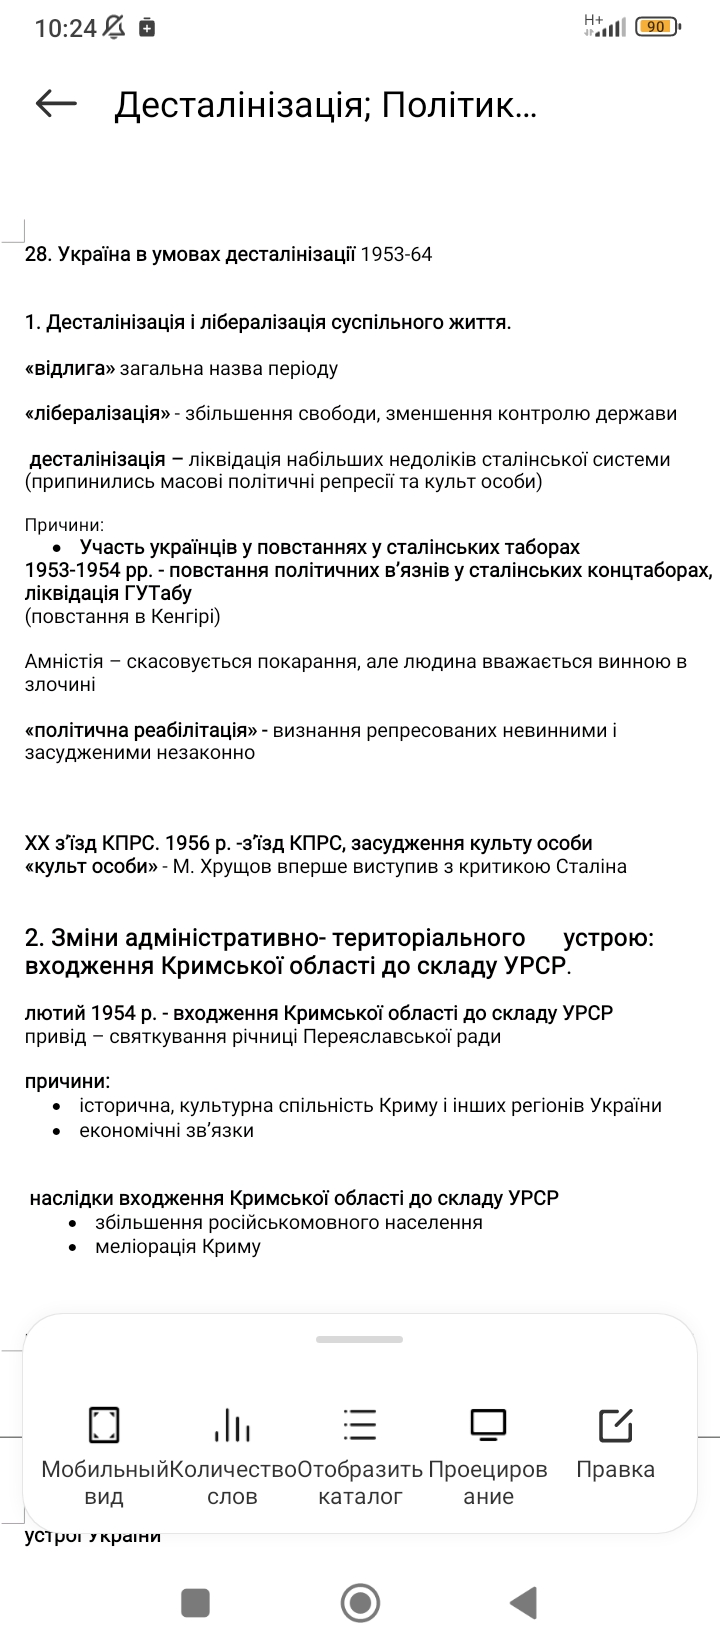 10:24
H+
90
Десталінізація; Політик...
28. Україна в умовах десталінізації 1953-64
1. Десталінізація і лібералізація суспільного життя.
«відлига» загальна назва періоду
«лібералізація» - збільшення свободи, зменшення контролю держави
десталінізація – ліквідація набільших недоліків сталінської системи
(припинились масові політичні репресії та культ особи)
Причини:
• Участь українців у повстаннях у сталінських таборах
1953-1954 рр. - повстання політичних в’язнів у сталінських концтаборах,
ліквідація ГУТабу
(повстання в Кенгірі)
Амністія – скасовується покарання, але людина вважається винною в
злочині
«політична реабілітація» - визнання репресованих невинними і
засудженими незаконно
ХХ з’їзд КПРС. 1956 р. -з’їзд КПРС, засудження культу особи
«культ особи» - М. Хрущов вперше виступив з критикою Сталіна
2. Зміни адміністративно- територіального устрою:
входження Кримської області до складу УРСР.
лютий 1954 р. - входження Кримської області до складу УРСР
привід – святкування річниці Переяславської ради
причини:
• історична, культурна спільність Криму і інших регіонів України
• економічні зв’язки
наслідки входження Кримської області до складу УРСР
• збільшення російськомовного населення
• меліорація Криму
Мобильный Количество Отобразить Проециров Правка
вид слов каталог ание
устрої України